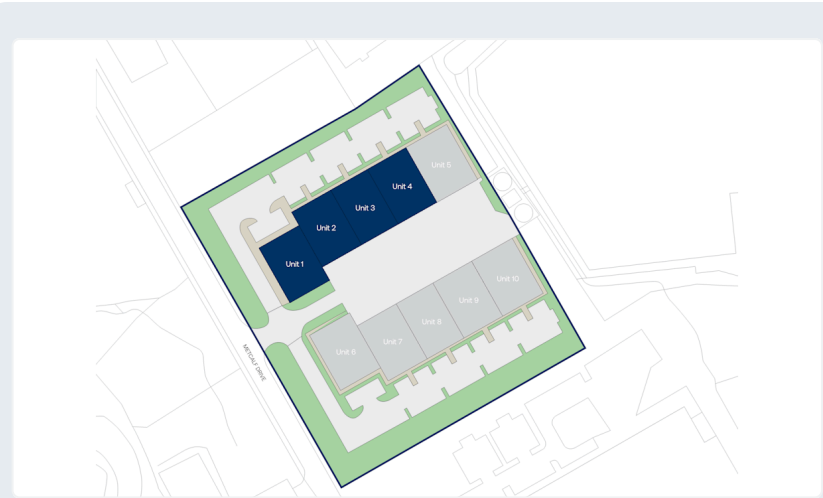 Unit 5
Unit 4
Unit 3
Unit 2
Unit 1
Unit 10
Unit 9
Unit 8
Unit 7
Unit 6
METCALF DRIVE